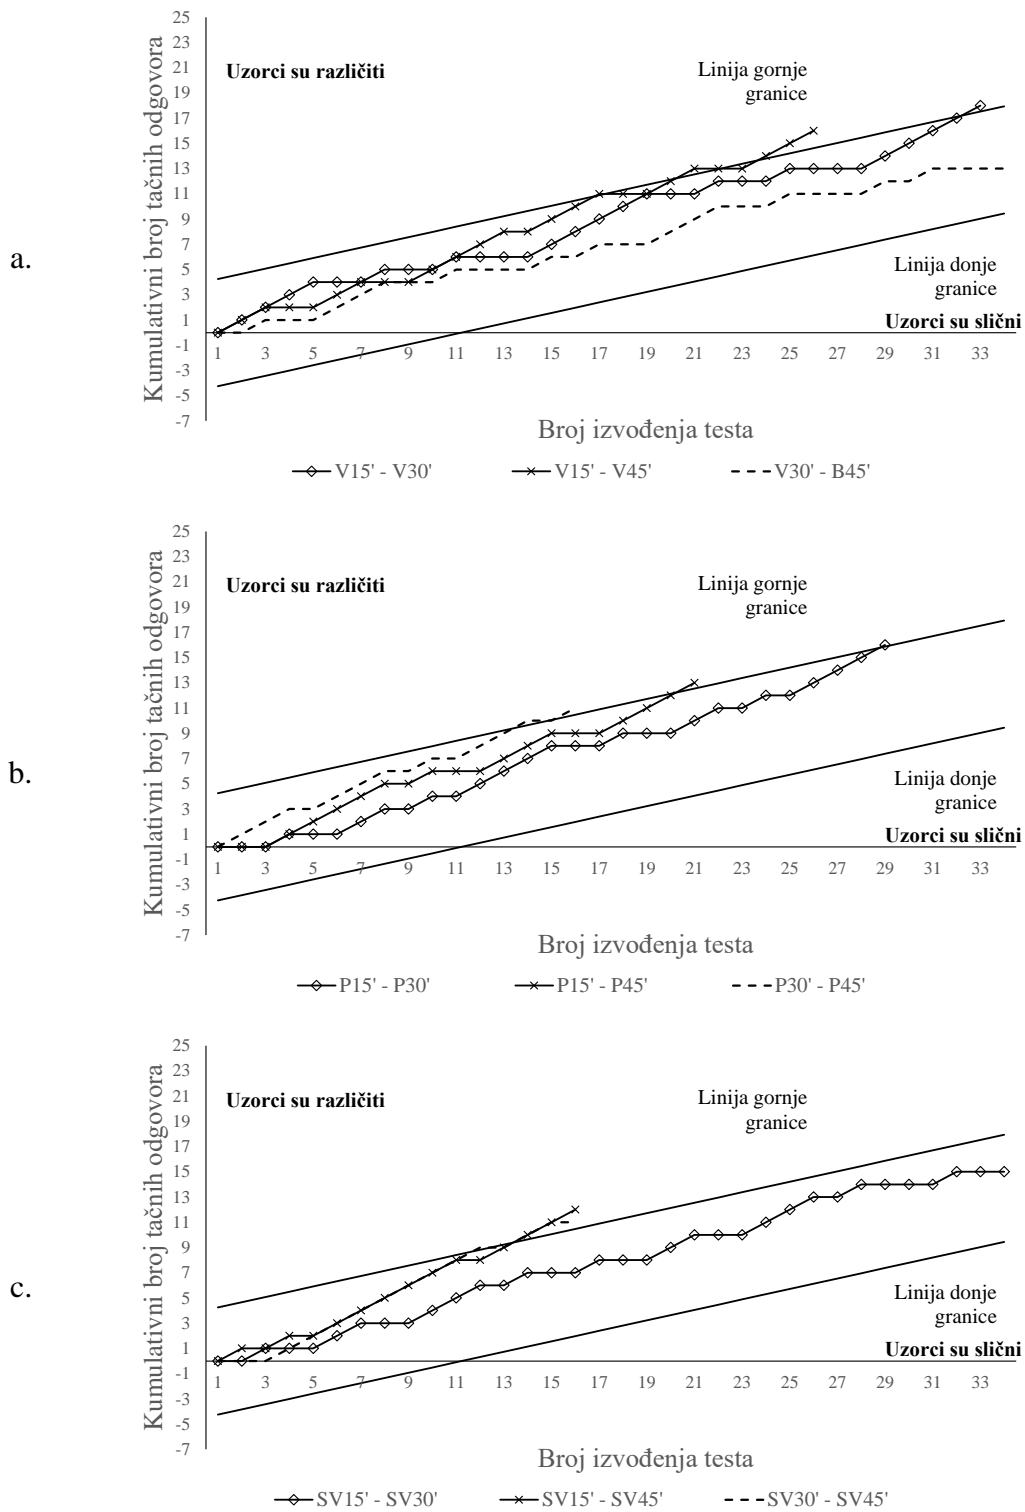 a.
Kumulativni broj tačnih odgovora
25
23
21
19
17
15
13
11
9
7
5
3
1
-1
-3
-5
-7
Uzorci su različiti
Linija gornje
granice
Linija donje
granice
Uzorci su slični
1 3 5 7 9 11 13 15 17 19 21 23 25 27 29 31 33
Broj izvođenja testa
V15' - V30' V15' - V45' V30' - B45'
b.
Kumulativni broj tačnih odgovora
25
23
21
19
17
15
13
11
9
7
5
3
1
-1
-3
-5
-7
Uzorci su različiti
Linija gornje
granice
Linija donje
granice
Uzorci su slični
1 3 5 7 9 11 13 15 17 19 21 23 25 27 29 31 33
Broj izvođenja testa
P15' - P30' P15' - P45' P30' - P45'
c.
Kumulativni broj tačnih odgovora
25
23
21
19
17
15
13
11
9
7
5
3
1
-1
-3
-5
-7
Uzorci su različiti
Linija gornje
granice
Linija donje
granice
Uzorci su slični
1 3 5 7 9 11 13 15 17 19 21 23 25 27 29 31 33
Broj izvođenja testa
SV15' - SV30' SV15' - SV45' SV30' - SV45'